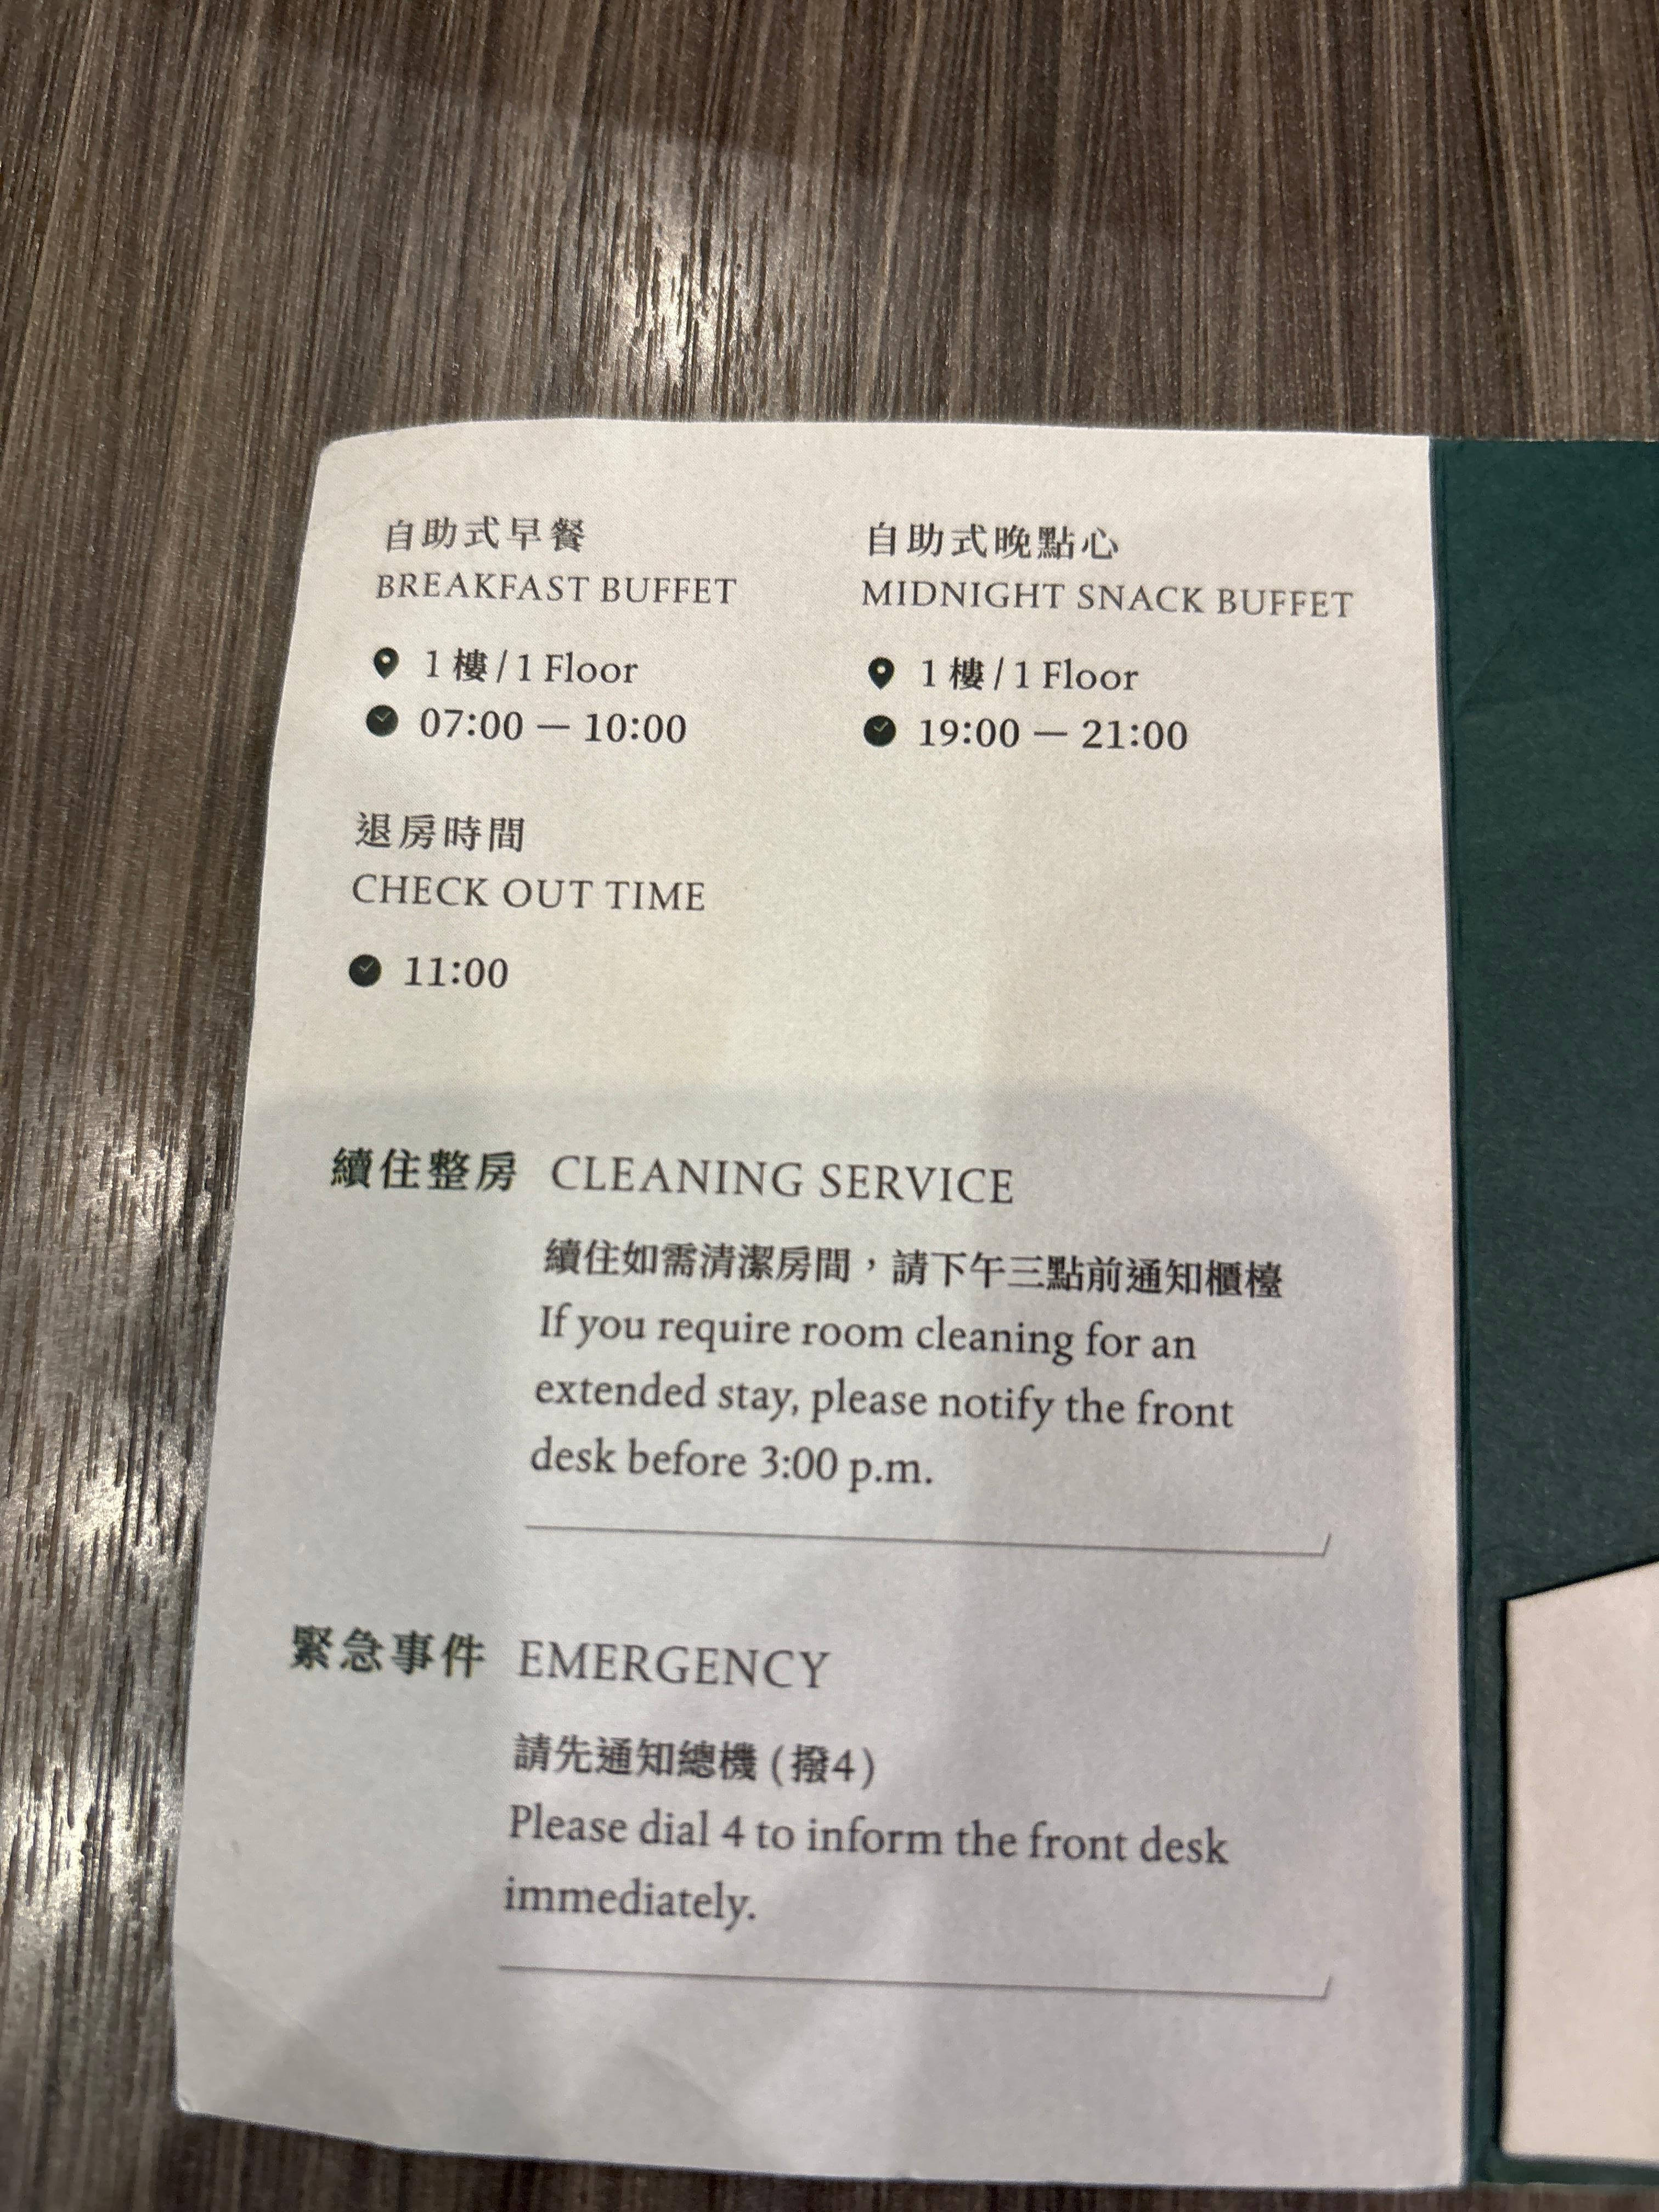 自助式早餐
BREAKFAST BUFFET
1 樓 / 1 Floor
07:00 — 10:00
自助式晚點心
MIDNIGHT SNACK BUFFET
1 樓 / 1 Floor
19:00 — 21:00
退房時間
CHECK OUT TIME
11:00
續住整房 CLEANING SERVICE
續住如需清潔房間，請下午三點前通知櫃檯
If you require room cleaning for an
extended stay, please notify the front
desk before 3:00 p.m.
緊急事件 EMERGENCY
請先通知總機 (撥4)
Please dial 4 to inform the front desk
immediately.